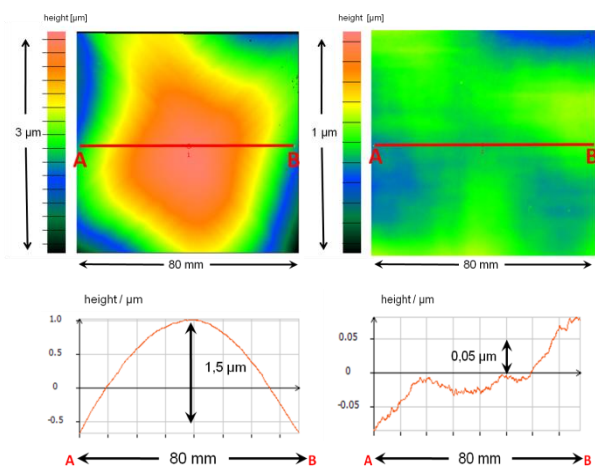 height [µm]
3 µm
A
B
80 mm
height [µm]
1 µm
A
B
80 mm
height / µm
1.0
0.5
0
-0.5
1,5 µm
A
80 mm
B
height / µm
0.05
0
-0.05
0,05 µm
A
80 mm
B